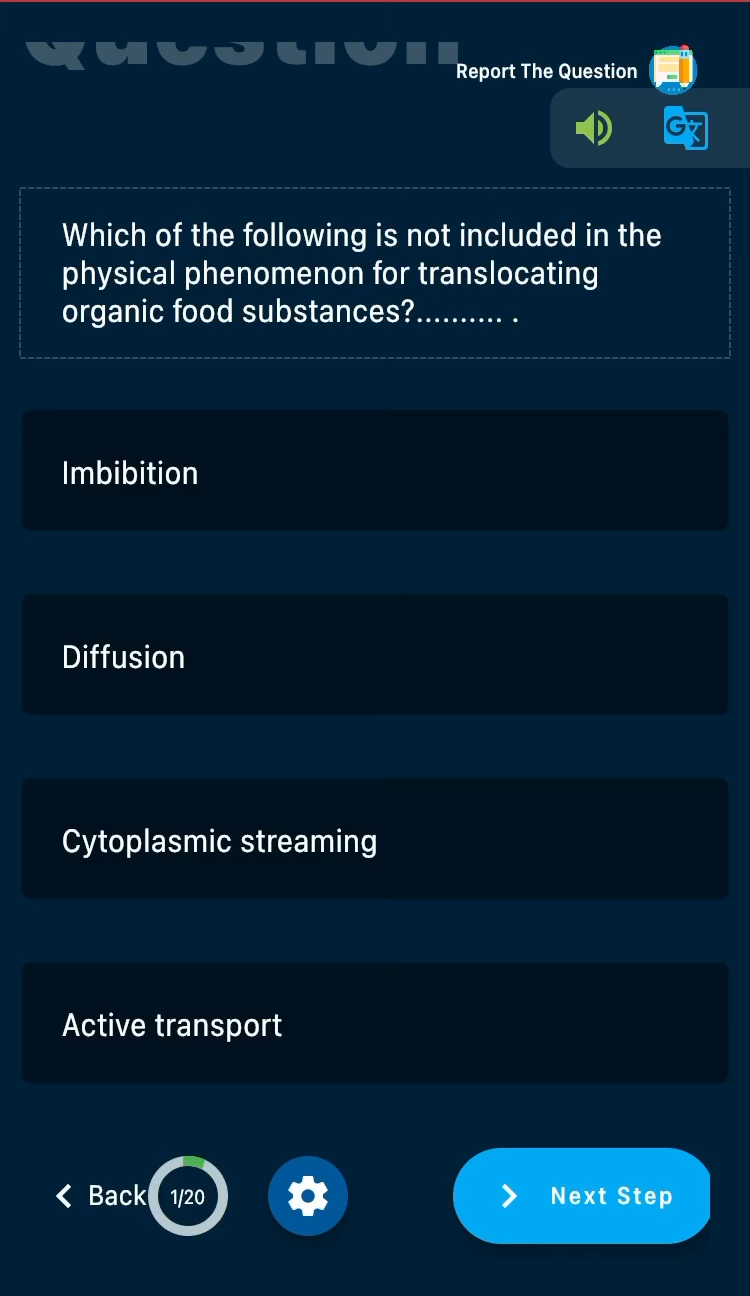 Question
Report The Question
Which of the following is not included in the
physical phenomenon for translocating
organic food substances?.......... .
Imbibition
Diffusion
Cytoplasmic streaming
Active transport
Back
1/20
Next Step